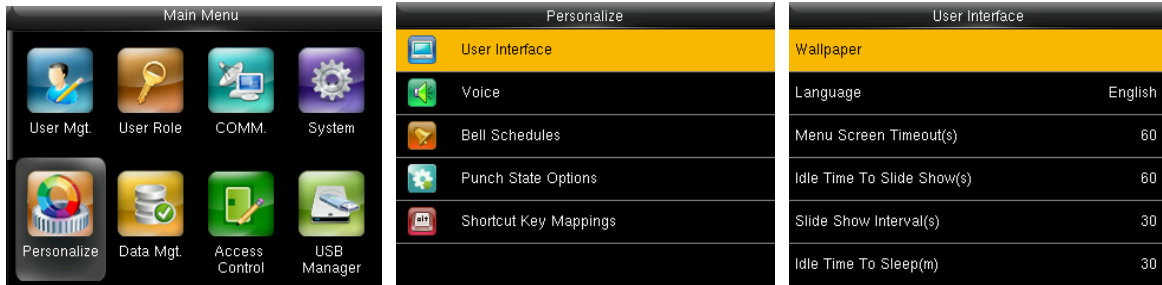 Main Menu
User Mgt.
User Role
COMM.
System
Personalize
Data Mgt.
Access
Control
USB
Manager
Personalize
User Interface
Voice
Bell Schedules
Punch State Options
alt
Shortcut Key Mappings
User Interface
Wallpaper
Language English
Menu Screen Timeout(s) 60
Idle Time To Slide Show(s) 60
Slide Show Interval(s) 30
Idle Time To Sleep(m) 30